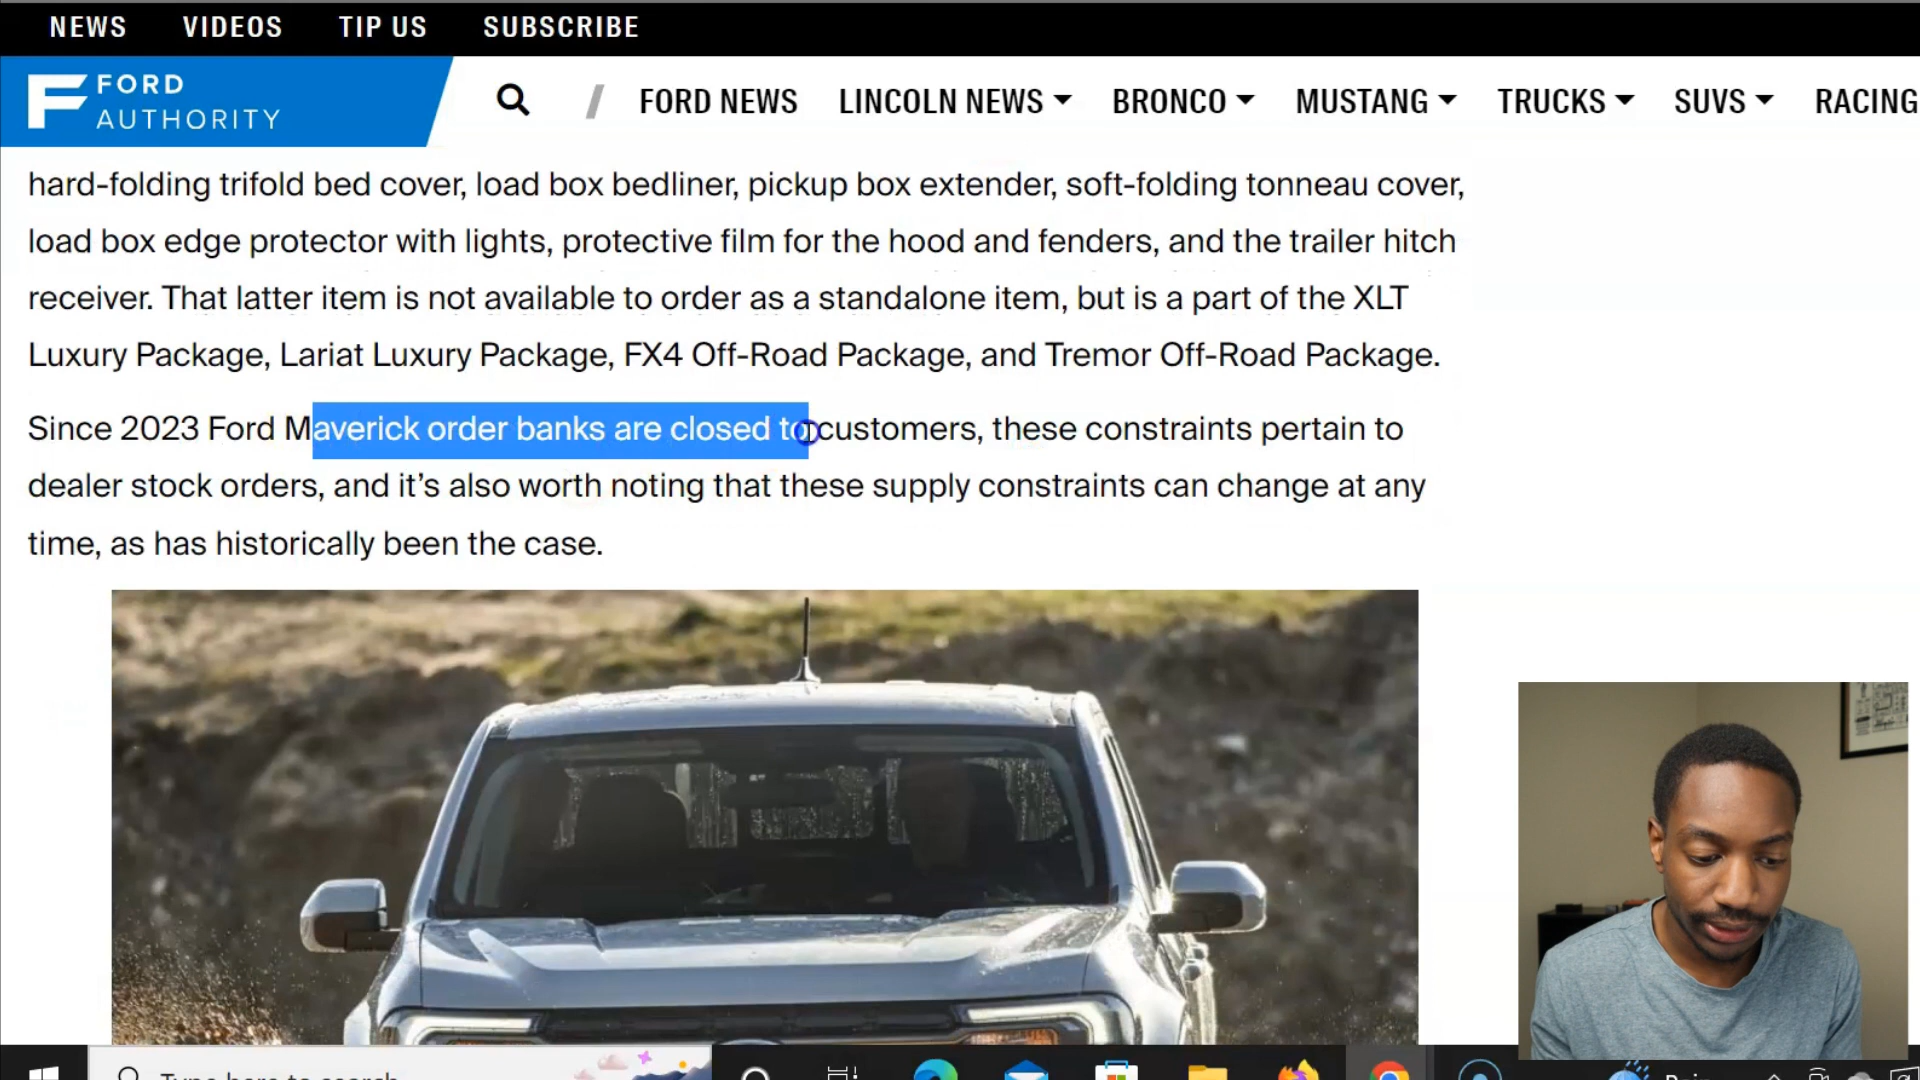 NEWS VIDEOS TIP US SUBSCRIBE
FORD
AUTHORITY
/ FORD NEWS LINCOLN NEWS BRONCO MUSTANG TRUCKS SUVS RACING
hard-folding trifold bed cover, load box bedliner, pickup box extender, soft-folding tonneau cover,
load box edge protector with lights, protective film for the hood and fenders, and the trailer hitch
receiver. That latter item is not available to order as a standalone item, but is a part of the XLT
Luxury Package, Lariat Luxury Package, FX4 Off-Road Package, and Tremor Off-Road Package.
Since 2023 Ford Maverick order banks are closed to customers, these constraints pertain to
dealer stock orders, and it’s also worth noting that these supply constraints can change at any
time, as has historically been the case.
Type here to search